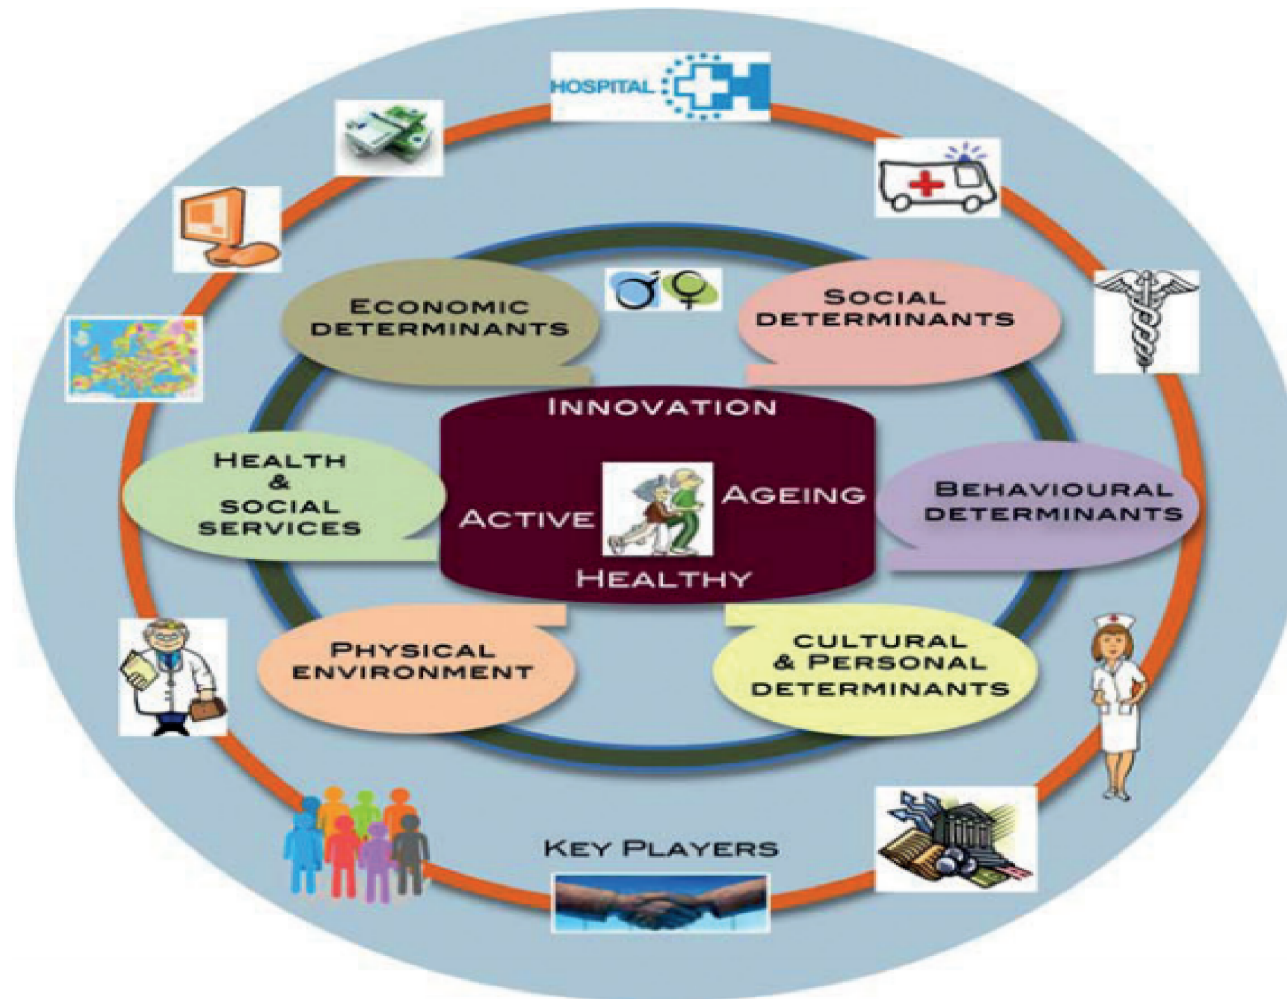 HOSPITAL
ECONOMIC
DETERMINANTS
SOCIAL
DETERMINANTS
INNOVATION
ACTIVE
AGEING
HEALTHY
HEALTH
&
SOCIAL
SERVICES
BEHAVIOURAL
DETERMINANTS
PHYSICAL
ENVIRONMENT
CULTURAL
& PERSONAL
DETERMINANTS
KEY PLAYERS